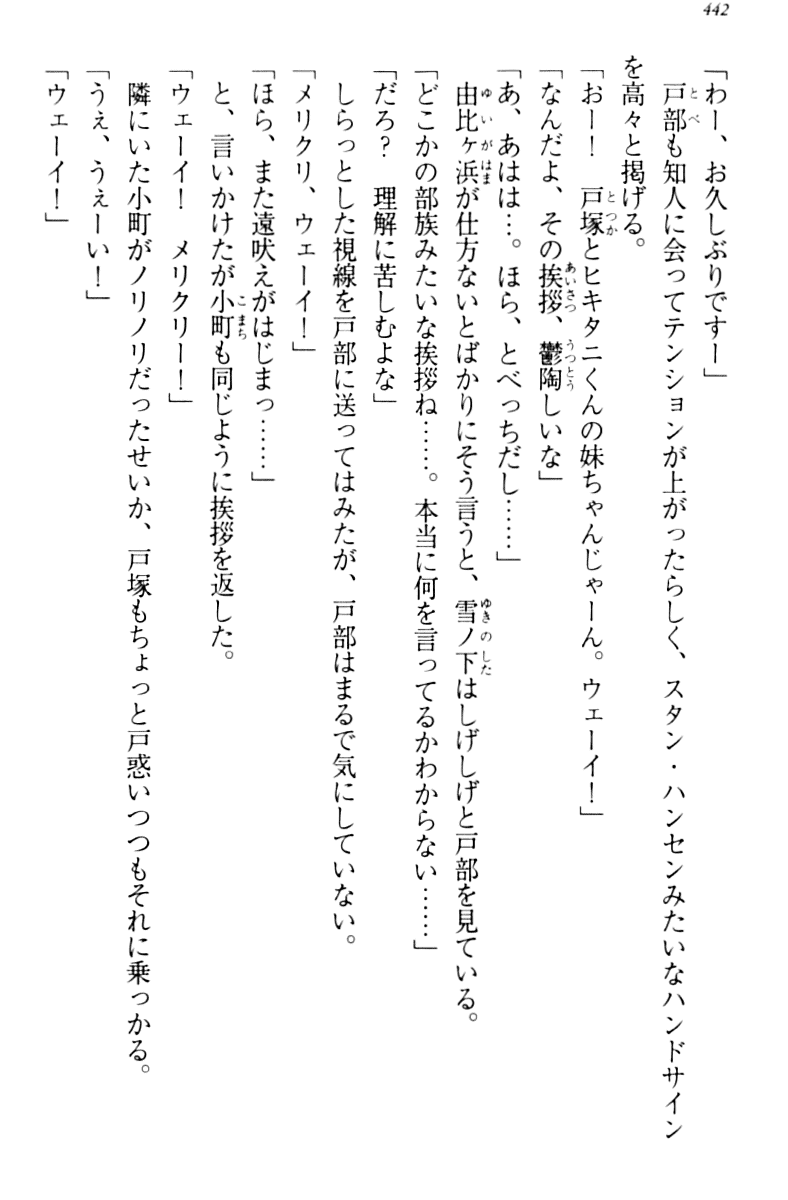 442
「わー、お久しぶりですー」
戸部も知人に会ってテンションが上がったらしく、スタン・ハンセンみたいなハンドサイン
を高々と掲げる。
「おー！　戸塚とヒキタニくんの妹ちゃんじゃーん。ウェーイ！」
「なんだよ、その挨拶、鬱陶しいな」
「あ、あはは…。ほら、とべっちだし……」
由比ヶ浜が仕方ないとばかりにそう言うと、雪ノ下はしげしげと戸部を見ている。
「どこかの部族みたいな挨拶ね……。本当に何を言ってるかわからない……」
「だろ？　理解に苦しむよな」
しらっとした視線を戸部に送ってはみたが、戸部はまるで気にしていない。
「メリクリ、ウェーイ！」
「ほら、また遠吠えがはじまっ……」
と、言いかけたが小町も同じように挨拶を返した。
「ウェーイ！　メリクリー！」
隣にいた小町がノリノリだったせいか、戸塚もちょっと戸惑いつつもそれに乗っかる。
「うぇ、うぇーい！」
「ウェーイ！」